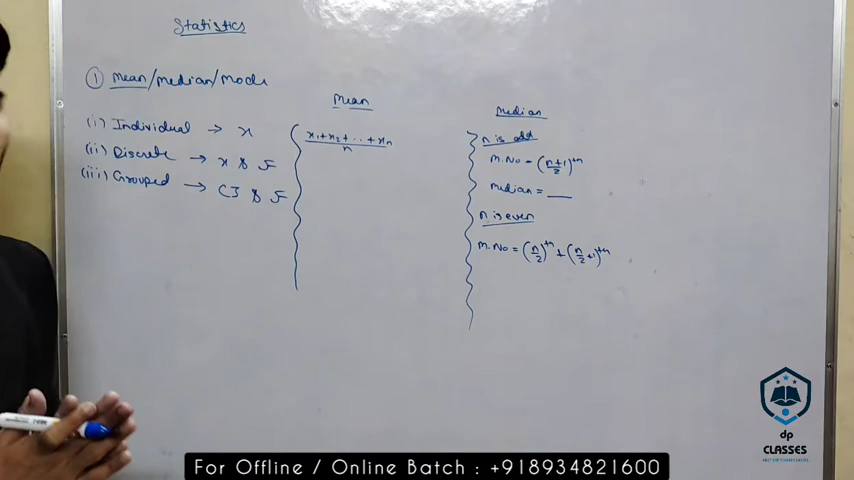 Statistics
① Mean/Median/Mode
(i) Individual → x
(ii) Discrete → x & F
(iii) Grouped → CI & F
Mean
x₁+x₂+...+xₙ
n
Median
n is odd
M.No = (n+1/2)ᵗʰ
Median = ___
n is even
M.No = (n/2)ᵗʰ + (n/2+1)ᵗʰ
dp
CLASSES
For Offline / Online Batch : +918934821600